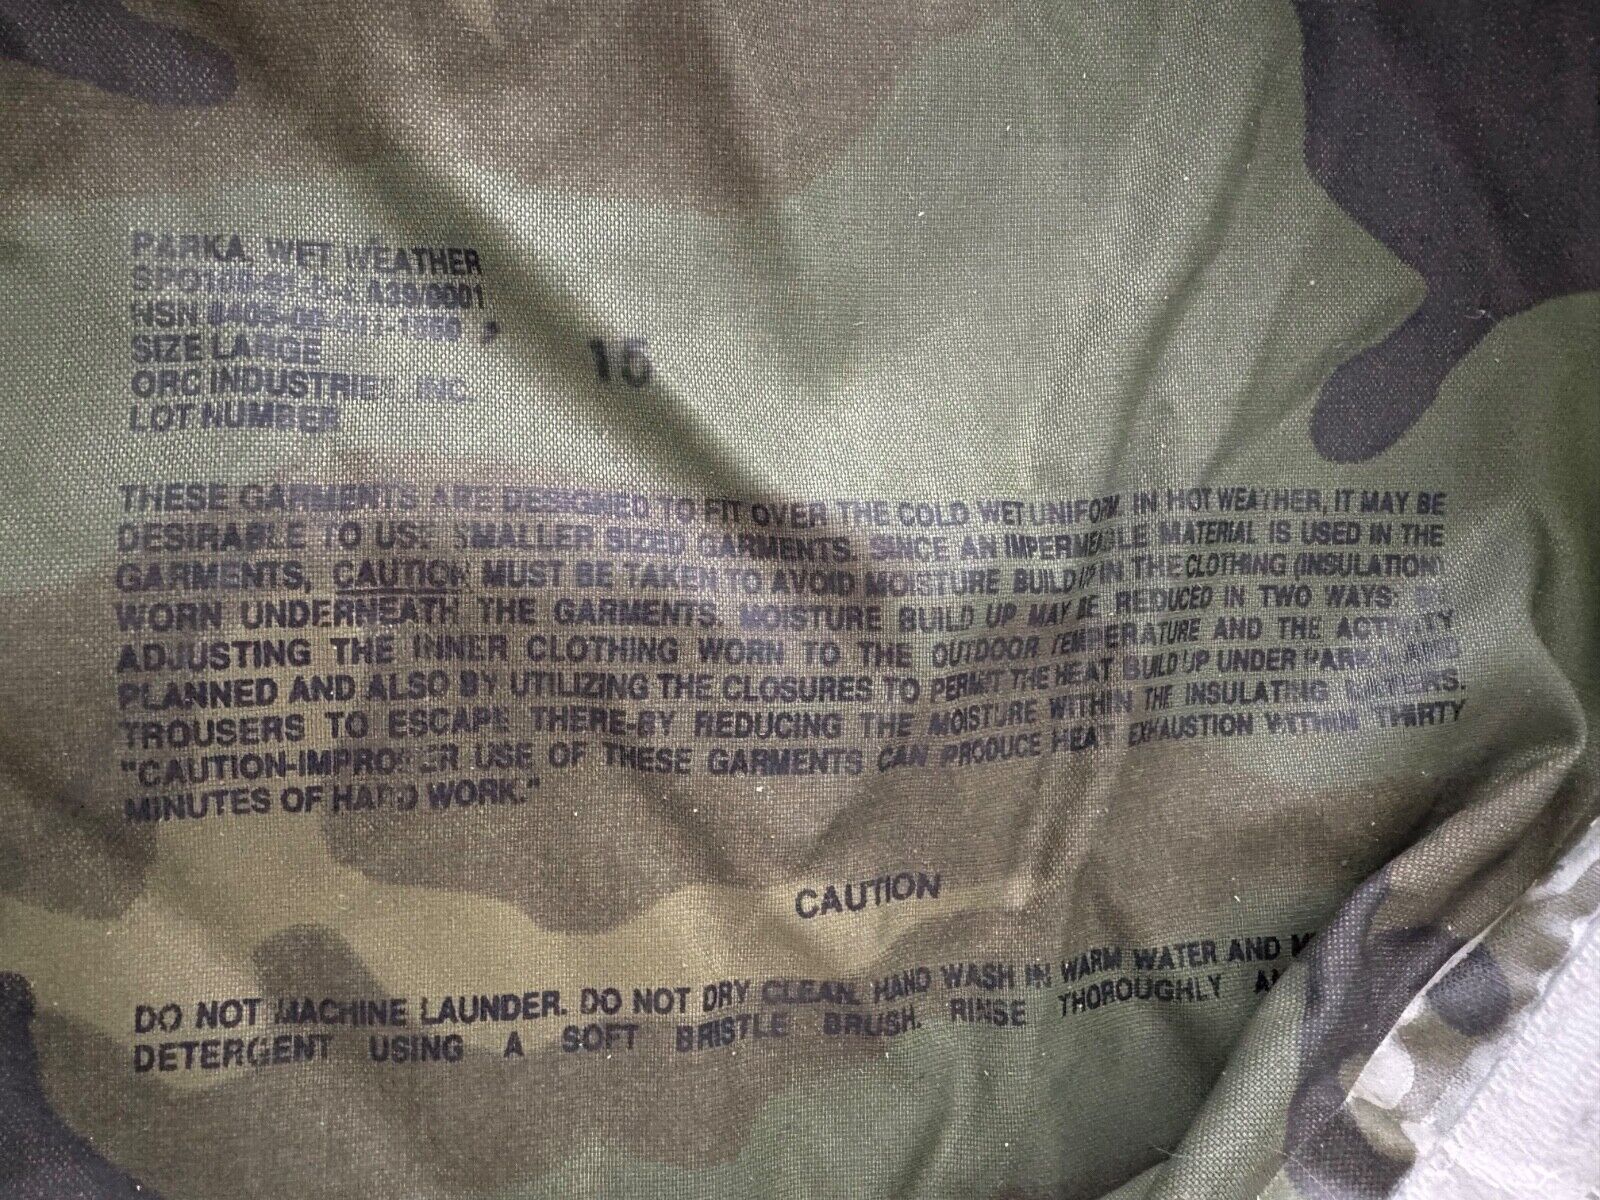 PARKA, WET WEATHER
A39/0001
NSN
SIZE LARGE
ORC INDUSTRIES, INC.
LOT NUMBER
15
THESE GARMENTS ARE DESIGNED TO FIT OVER THE COLD WET UNIFORM. IN HOT WEATHER, IT MAY BE
DESIRABLE TO USE SMALLER SIZED GARMENTS. SINCE AN IMPERMEABLE MATERIAL IS USED IN THE
GARMENTS, CAUTION MUST BE TAKEN TO AVOID MOISTURE BUILD UP IN THE CLOTHING (INSULATION)
WORN UNDERNEATH THE GARMENTS. MOISTURE BUILD UP MAY BE REDUCED IN TWO WAYS:
ADJUSTING THE INNER CLOTHING WORN TO THE OUTDOOR TEMPERATURE AND THE ACTIVITY
PLANNED AND ALSO BY UTILIZING THE CLOSURES TO PERMIT THE HEAT BUILD UP UNDER PARKA AND
TROUSERS TO ESCAPE THERE-BY REDUCING THE MOISTURE WITHIN THE INSULATING LAYERS.
"CAUTION-IMPROPER USE OF THESE GARMENTS CAN PRODUCE HEAT EXHAUSTION WITHIN THIRTY
MINUTES OF HARD WORK."
CAUTION
DO NOT MACHINE LAUNDER. DO NOT DRY CLEAN. HAND WASH IN WARM WATER AND
DETERGENT USING A SOFT BRISTLE BRUSH. RINSE THOROUGHLY